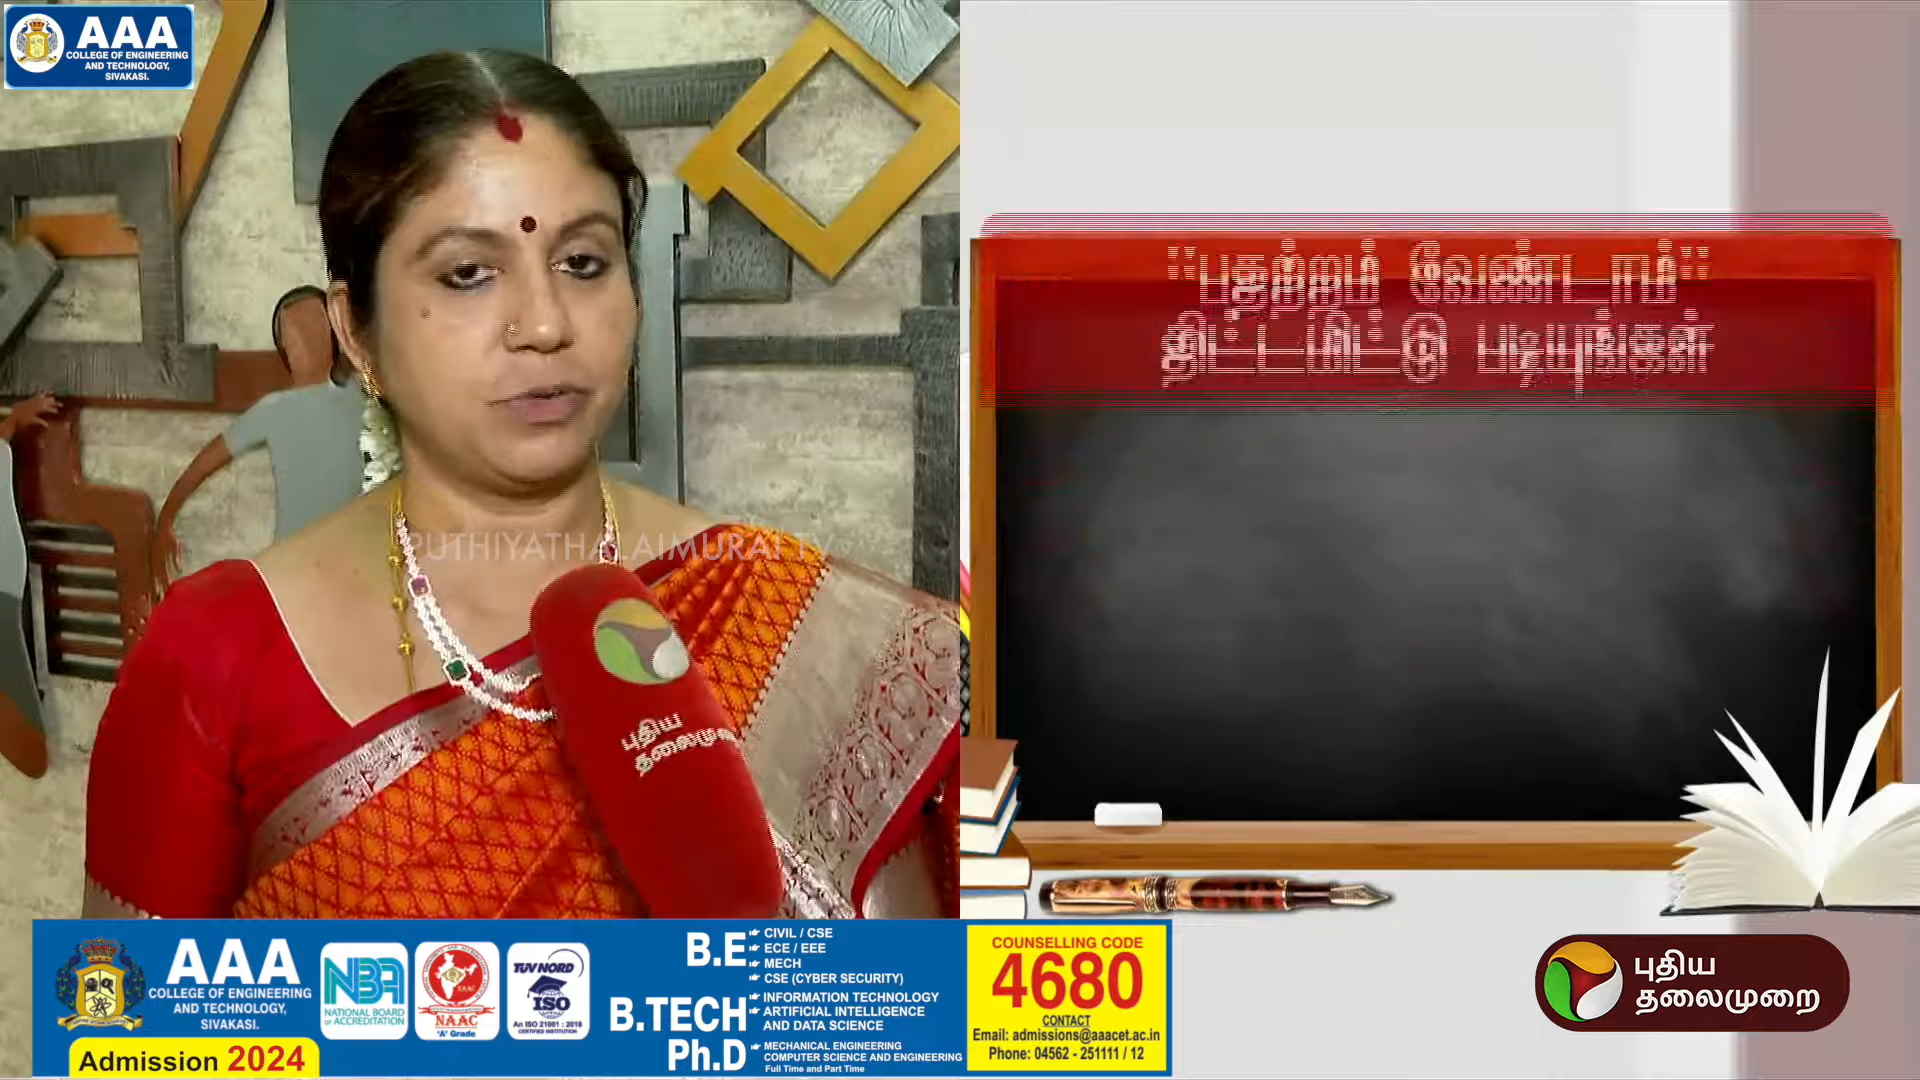 AAA
COLLEGE OF ENGINEERING
AND TECHNOLOGY,
SIVAKASI.
"பதற்றம் வேண்டாம்"
திட்டமிட்டு படியுங்கள்
PUTHIYATHALAIMURAI TV
புதிய
தலைமுறை
AAA
COLLEGE OF ENGINEERING
AND TECHNOLOGY,
SIVAKASI.
Admission 2024
NBA
NATIONAL BOARD
of ACCREDITATION
NAAC
'A' Grade
TUV NORD
ISO
An ISO 21001 : 2018
CERTIFIED INSTITUTION
B.E
CIVIL / CSE
ECE / EEE
MECH
CSE (CYBER SECURITY)
B.TECH
INFORMATION TECHNOLOGY
ARTIFICIAL INTELLIGENCE
AND DATA SCIENCE
Ph.D
MECHANICAL ENGINEERING
COMPUTER SCIENCE AND ENGINEERING
Full Time and Part Time
COUNSELLING CODE
4680
CONTACT
Email: admissions@aaacet.ac.in
Phone: 04562 - 251111 / 12
புதிய
தலைமுறை